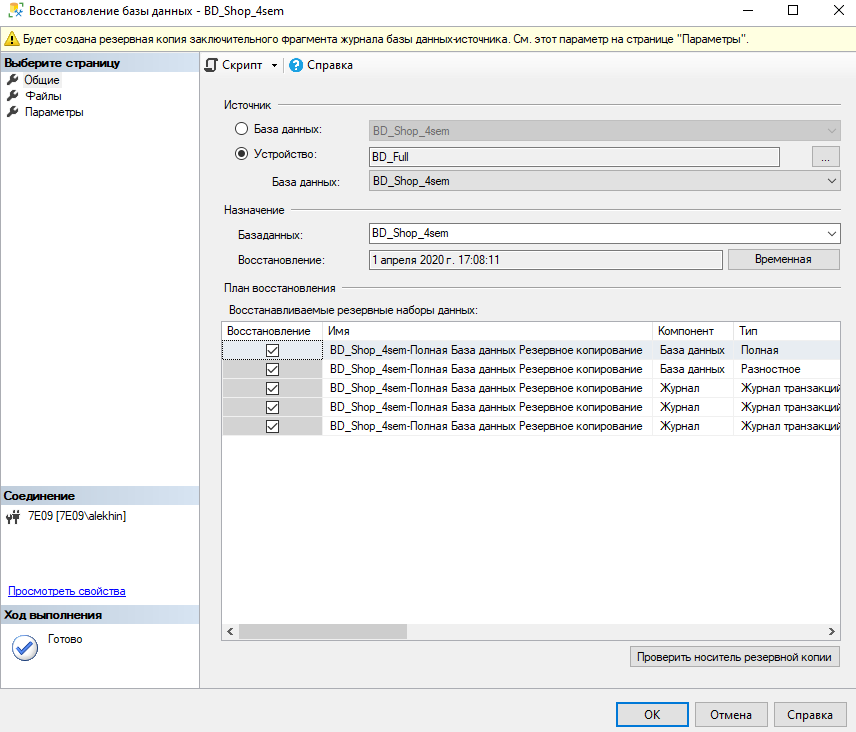 Восстановление базы данных - BD_Shop_4sem
Будет создана резервная копия заключительного фрагмента журнала базы данных-источника. См. этот параметр на странице "Параметры".
Выберите страницу
Общие
Файлы
Параметры
Скрипт
Справка
Источник
База данных: BD_Shop_4sem
Устройство: BD_Full ...
База данных: BD_Shop_4sem
Назначение
Базаданных: BD_Shop_4sem
Восстановление: 1 апреля 2020 г. 17:08:11 Временная
План восстановления
Восстанавливаемые резервные наборы данных:
Восстановление Имя Компонент Тип
BD_Shop_4sem-Полная База данных Резервное копирование База данных Полная
BD_Shop_4sem-Полная База данных Резервное копирование База данных Разностное
BD_Shop_4sem-Полная База данных Резервное копирование Журнал Журнал транзакций
BD_Shop_4sem-Полная База данных Резервное копирование Журнал Журнал транзакций
BD_Shop_4sem-Полная База данных Резервное копирование Журнал Журнал транзакций
Соединение
7E09 [7E09\alekhin]
Просмотреть свойства
Ход выполнения
Готово
Проверить носитель резервной копии
ОК
Отмена
Справка